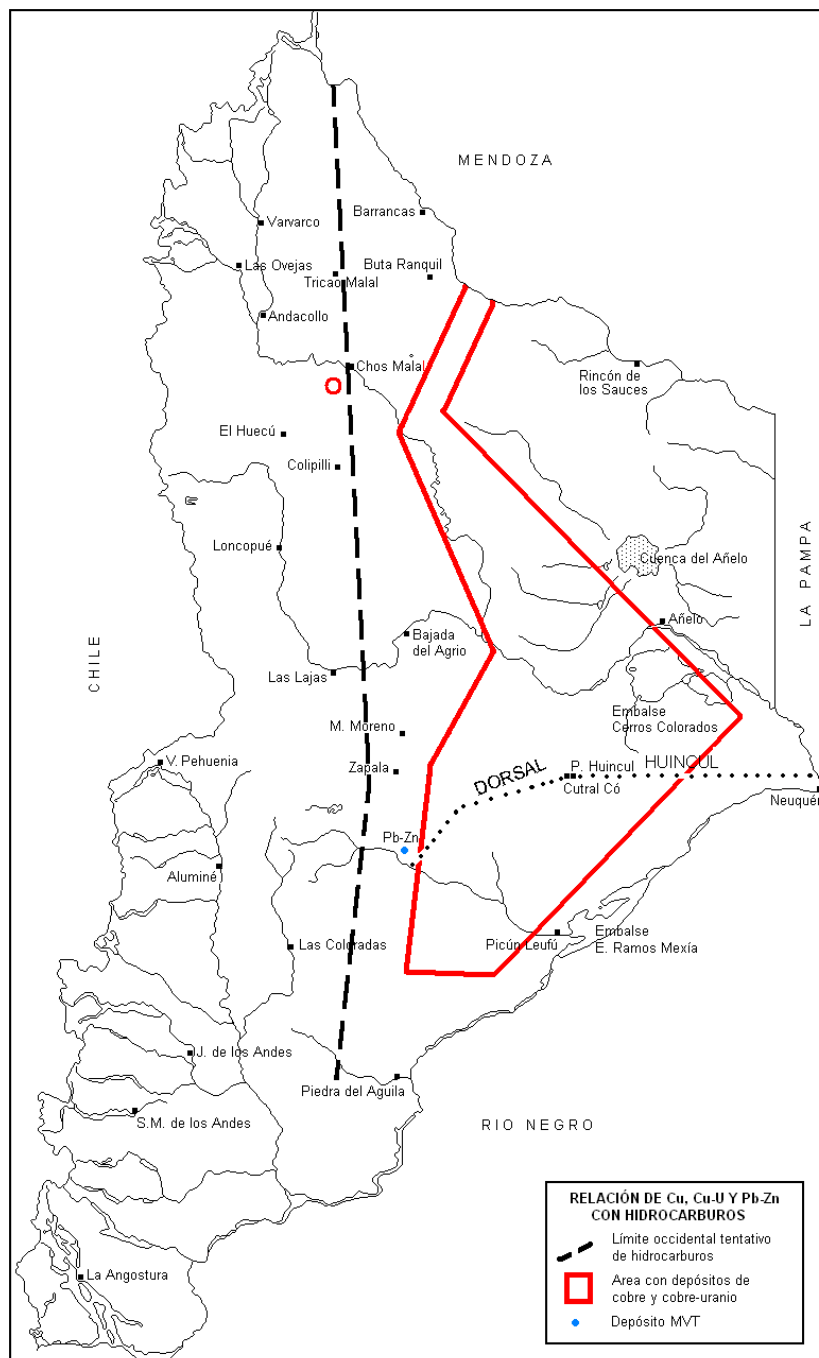 MENDOZA
Barrancas
Varvarco
Las Ovejas
Buta Ranquil
Tricao Malal
Andacollo
Chos Malal
Rincón de
los Sauces
El Huecú
Colipilli
Loncopué
Cuenca del Añelo
LA PAMPA
Añelo
Bajada
del Agrio
CHILE
Las Lajas
Embalse
Cerros Colorados
M. Moreno
V. Pehuenia
Zapala
DORSAL
P. Huincul
HUINCUL
Cutral Có
Neuquén
Pb-Zn
Aluminé
Las Coloradas
Picún Leufú
Embalse
E. Ramos Mexía
J. de los Andes
Piedra del Aguila
S.M. de los Andes
RIO NEGRO
La Angostura
RELACIÓN DE Cu, Cu-U Y Pb-Zn
CON HIDROCARBUROS
Límite occidental tentativo
de hidrocarburos
Area con depósitos de
cobre y cobre-uranio
Depósito MVT